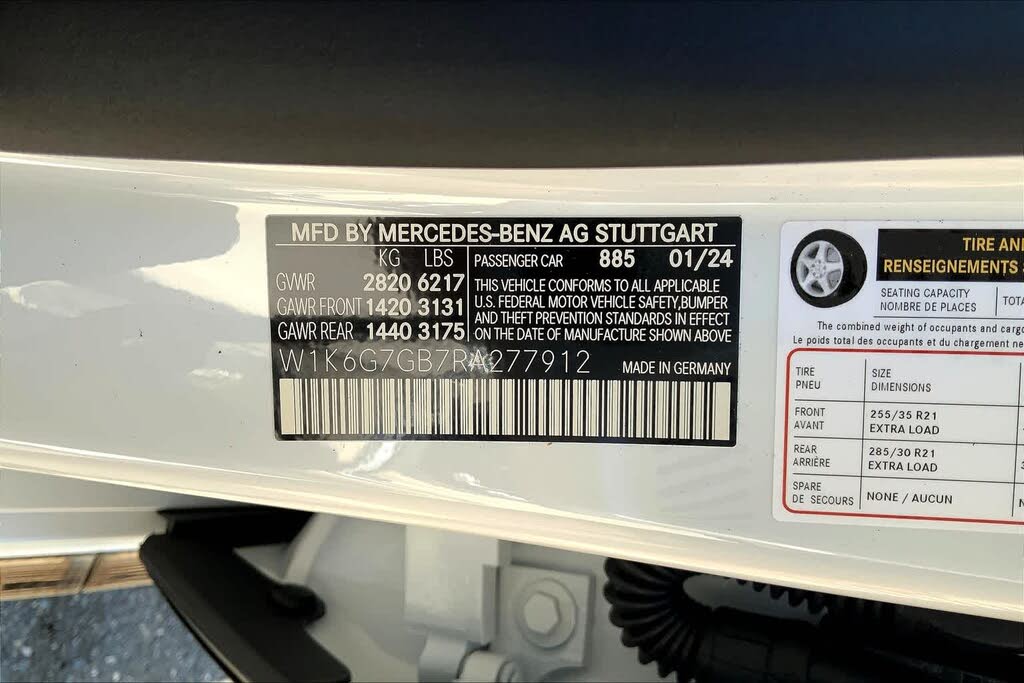 MFD BY MERCEDES-BENZ AG STUTTGART
KG LBS
GVWR 2820 6217
GAWR FRONT 1420 3131
GAWR REAR 1440 3175
PASSENGER CAR 885 01/24
THIS VEHICLE CONFORMS TO ALL APPLICABLE
U.S. FEDERAL MOTOR VEHICLE SAFETY,BUMPER
AND THEFT PREVENTION STANDARDS IN EFFECT
ON THE DATE OF MANUFACTURE SHOWN ABOVE
W1K6G7GB7RA277912 MADE IN GERMANY
TIRE
RENSEIGNEMENTS
SEATING CAPACITY
NOMBRE DE PLACES
The combined weight of occupants and
Le poids total des occupants et du chargement
TIRE
PNEU
SIZE
DIMENSIONS
FRONT
AVANT
255/35 R21
EXTRA LOAD
REAR
ARRIÈRE
285/30 R21
EXTRA LOAD
SPARE
DE SECOURS
NONE / AUCUN